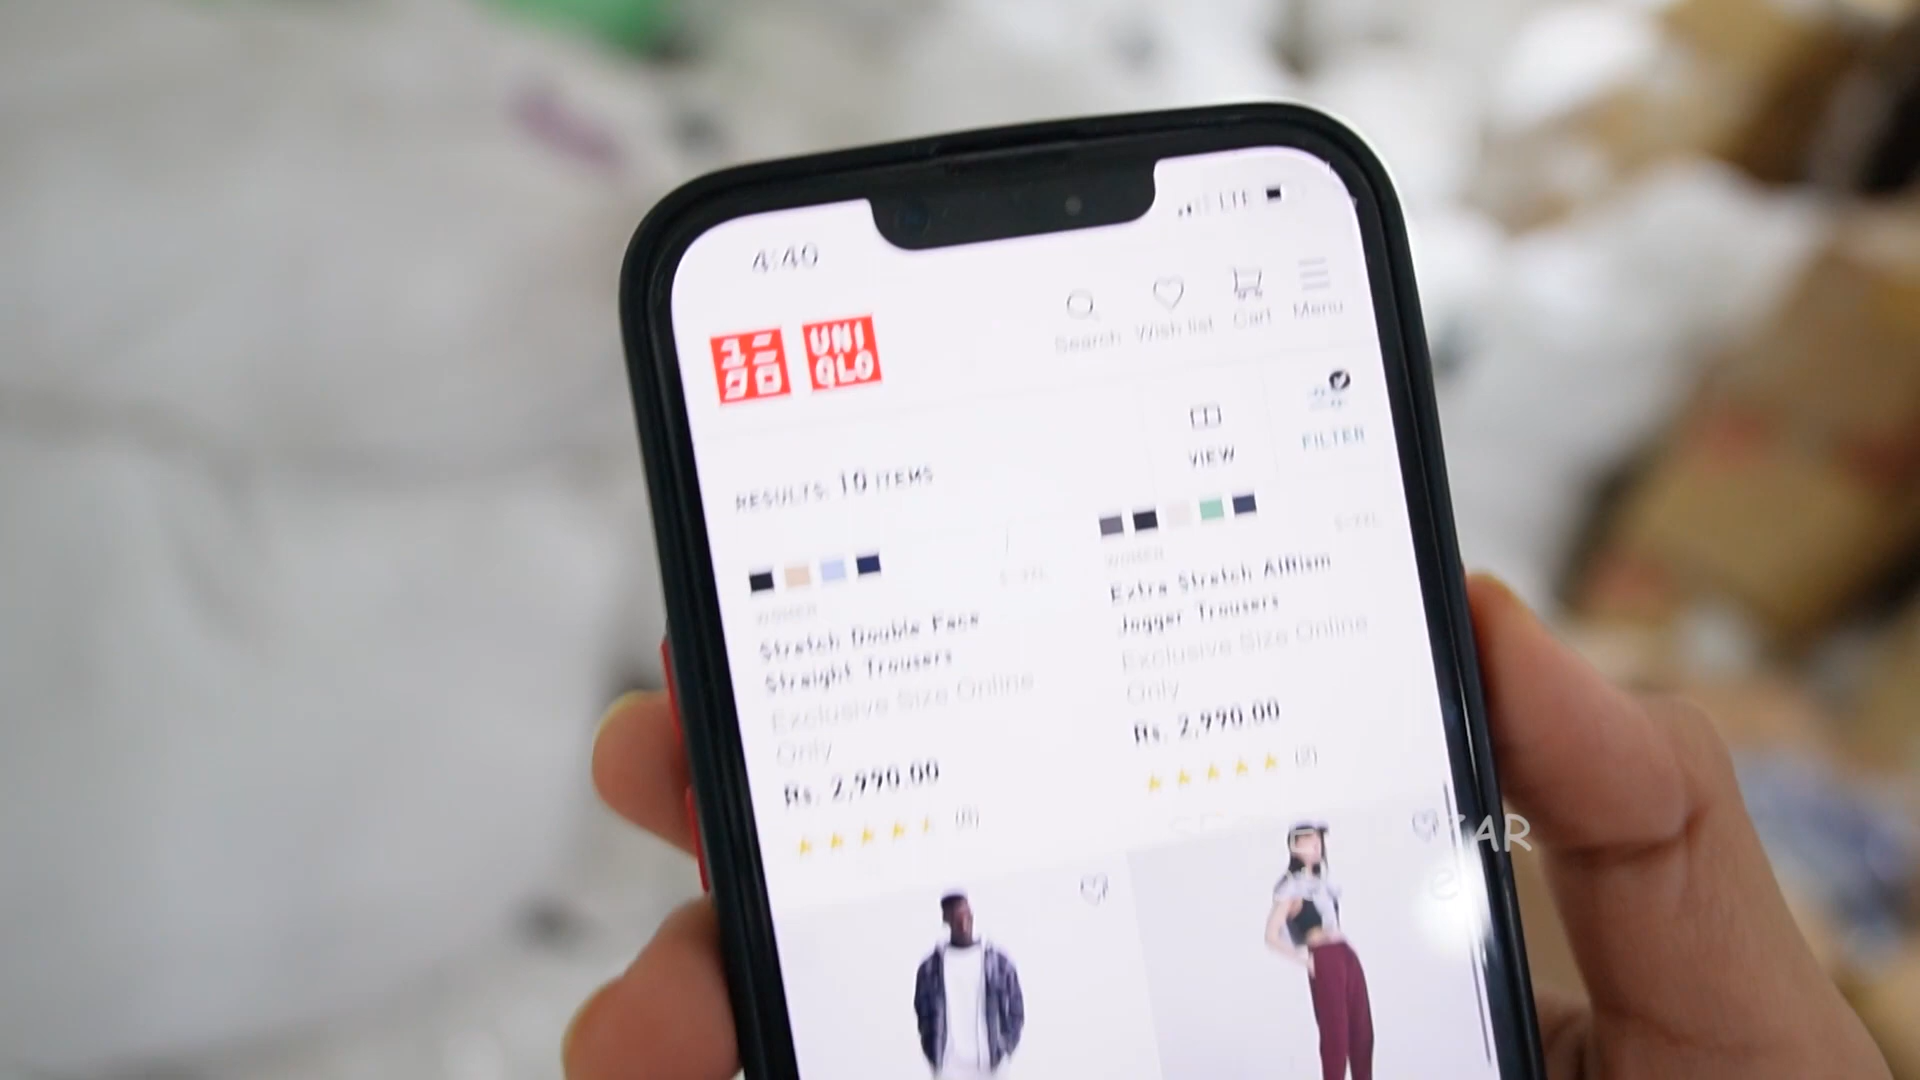 4:40
LTE
UNI
QLO
Search
Wish list
Cart
Menu
VIEW
FILTER
RESULTS: 10 ITEMS
WOMEN
Stretch Double Face
Straight Trousers
Exclusive Size Online
Only
Rs. 2,990.00
WOMEN
Extra Stretch AIRism
Jogger Trousers
Exclusive Size Online
Only
Rs. 2,990.00